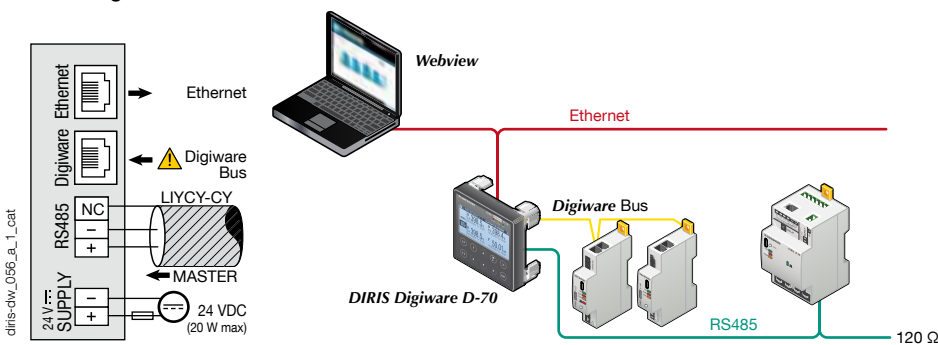 Ethernet
Ethernet
Digiware
Digiware
Bus
RS485
NC
−
+
LIYCY-CY
MASTER
24 V
SUPPLY
−
+
24 VDC
(20 W max)
diris-dw_056_a_1_cat
Webview
Ethernet
Digiware Bus
DIRIS Digiware D-70
RS485
120 Ω